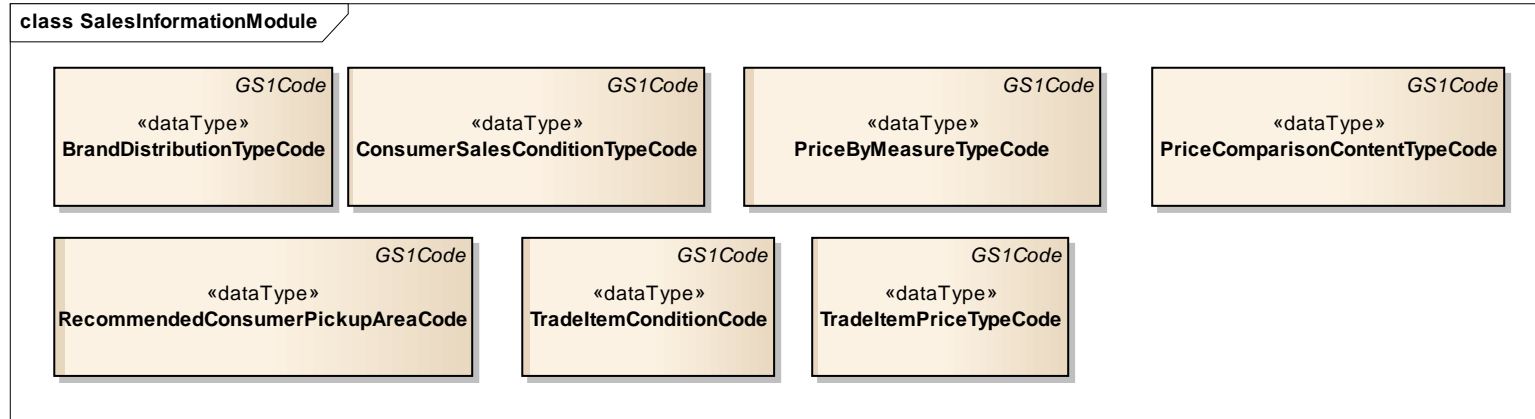 class SalesInformationModule
GS1Code
«dataType»
BrandDistributionTypeCode
GS1Code
«dataType»
ConsumerSalesConditionTypeCode
GS1Code
«dataType»
PriceByMeasureTypeCode
GS1Code
«dataType»
PriceComparisonContentTypeCode
GS1Code
«dataType»
RecommendedConsumerPickupAreaCode
GS1Code
«dataType»
TradeItemConditionCode
GS1Code
«dataType»
TradeItemPriceTypeCode